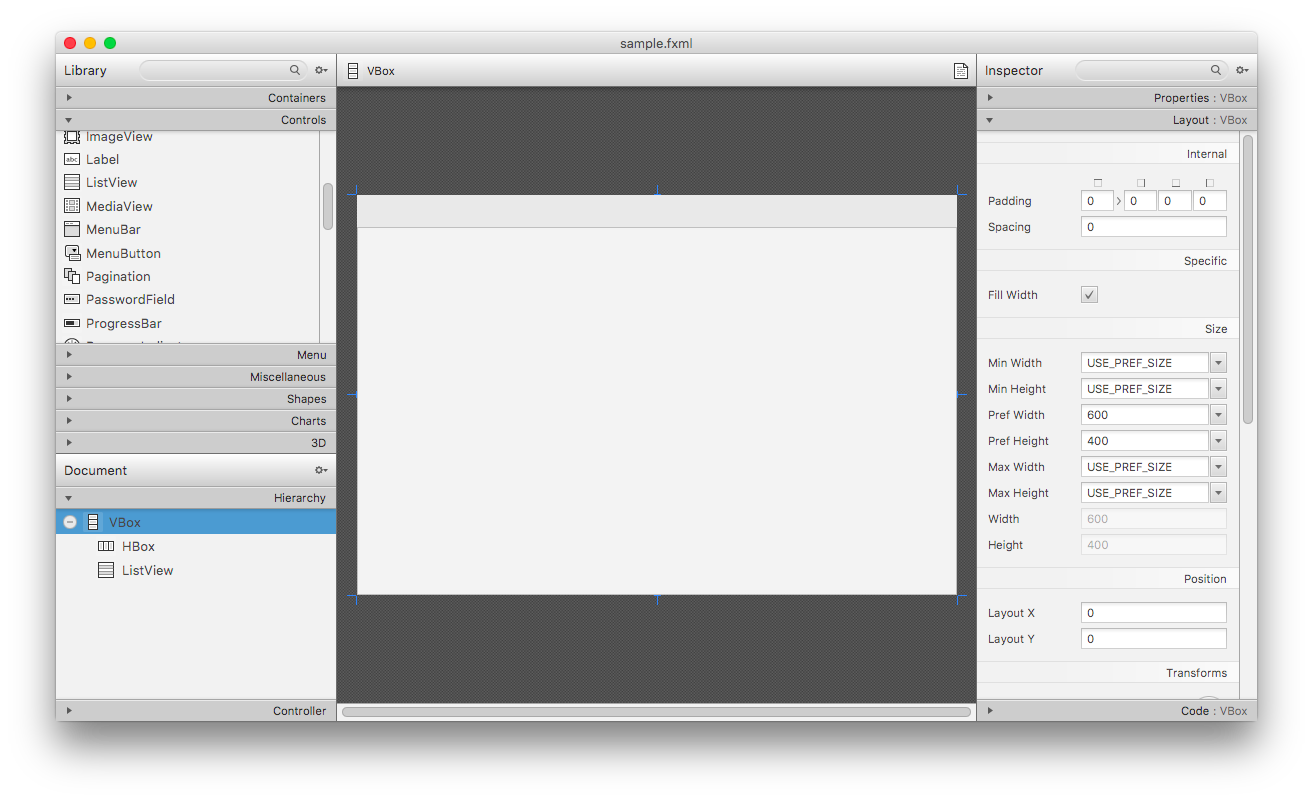 sample.fxml
Library
Containers
Controls
ImageView
abc Label
ListView
MediaView
MenuBar
MenuButton
Pagination
PasswordField
ProgressBar
Menu
Miscellaneous
Shapes
Charts
3D
Document
Hierarchy
VBox
HBox
ListView
Controller
VBox
Inspector
Properties : VBox
Layout : VBox
Internal
Padding 0 > 0 0 0
Spacing 0
Specific
Fill Width
Size
Min Width USE_PREF_SIZE
Min Height USE_PREF_SIZE
Pref Width 600
Pref Height 400
Max Width USE_PREF_SIZE
Max Height USE_PREF_SIZE
Width 600
Height 400
Position
Layout X 0
Layout Y 0
Transforms
Code : VBox